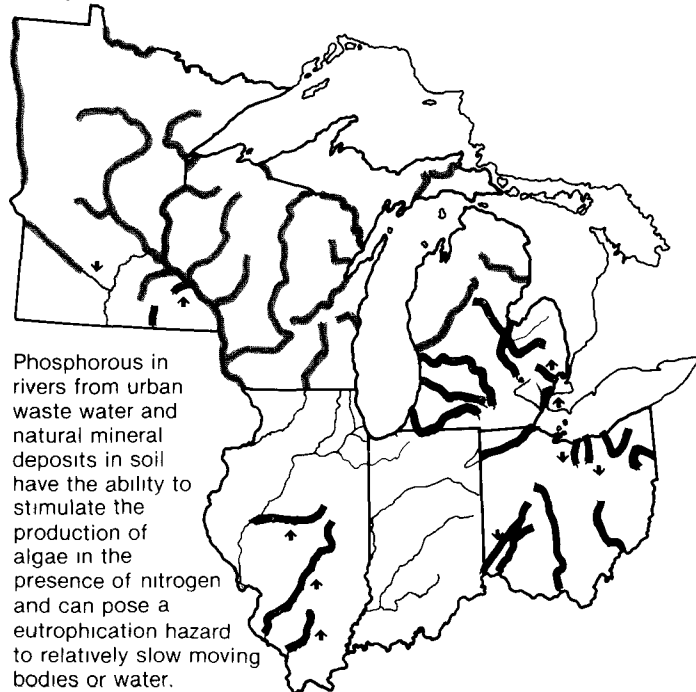 Phosphorous in
rivers from urban
waste water and
natural mineral
deposits in soil
have the ability to
stimulate the
production of
algae in the
presence of nitrogen
and can pose a
eutrophication hazard
to relatively slow moving
bodies or water.